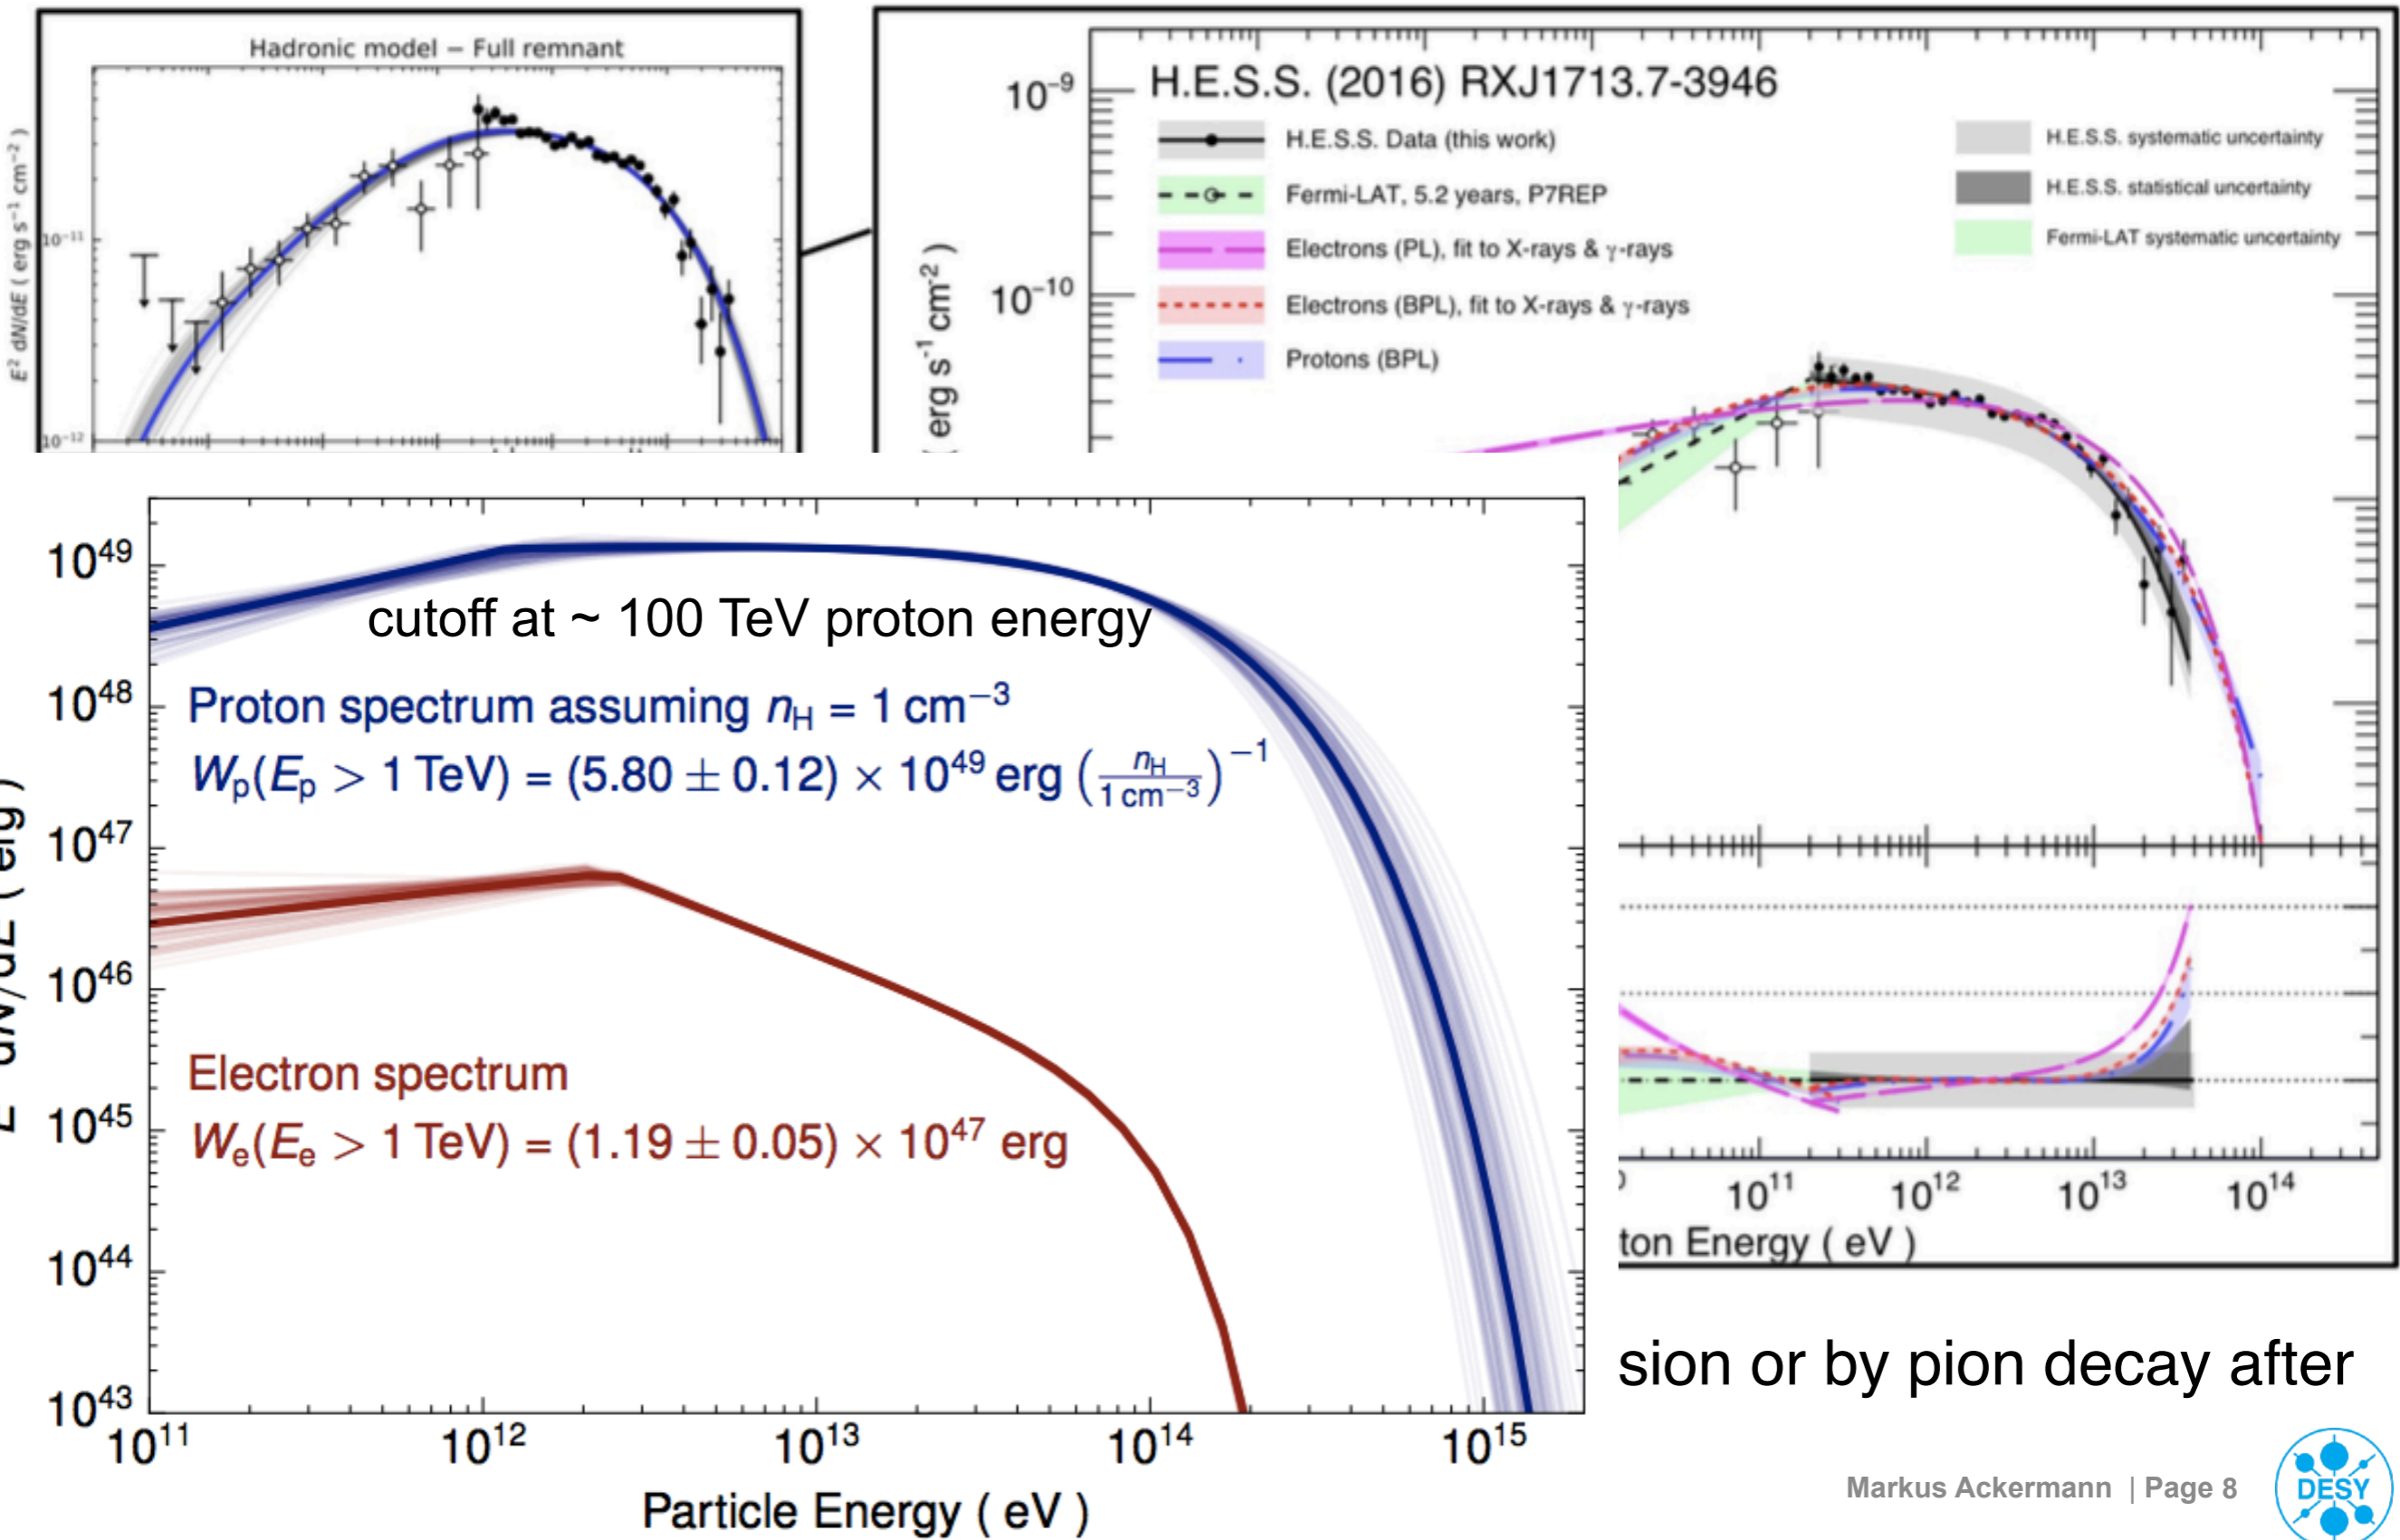 Hadronic model − Full remnant
E² dN/dE ( erg s⁻¹ cm⁻² )
10⁻¹¹
10⁻¹²
H.E.S.S. (2016) RXJ1713.7-3946
10⁻⁹
10⁻¹⁰
( erg s⁻¹ cm⁻² )
H.E.S.S. Data (this work)
Fermi-LAT, 5.2 years, P7REP
Electrons (PL), fit to X-rays & γ-rays
Electrons (BPL), fit to X-rays & γ-rays
Protons (BPL)
H.E.S.S. systematic uncertainty
H.E.S.S. statistical uncertainty
Fermi-LAT systematic uncertainty
10¹¹ 10¹² 10¹³ 10¹⁴
ton Energy ( eV )
10⁴⁹
10⁴⁸
10⁴⁷
10⁴⁶
10⁴⁵
10⁴⁴
10⁴³
cutoff at ~ 100 TeV proton energy
Proton spectrum assuming n_H = 1 cm⁻³
W_p(E_p > 1 TeV) = (5.80 ± 0.12) × 10⁴⁹ erg (n_H / 1 cm⁻³)⁻¹
Electron spectrum
W_e(E_e > 1 TeV) = (1.19 ± 0.05) × 10⁴⁷ erg
10¹¹ 10¹² 10¹³ 10¹⁴ 10¹⁵
Particle Energy ( eV )
sion or by pion decay after
Markus Ackermann | Page 8
DESY